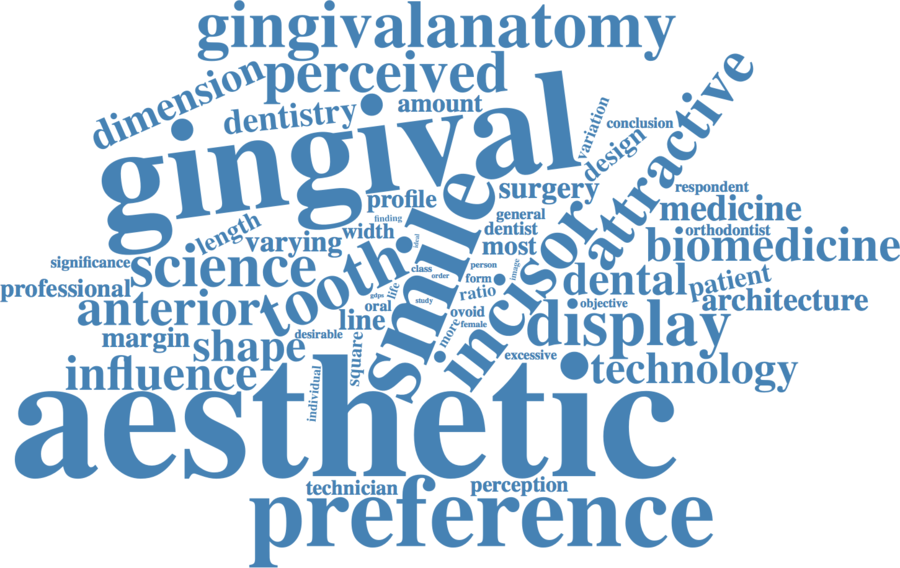 gingivalanatomy
perceived
dimension
dentistry
amount
gingival
attractive
variation
conclusion
design
smile
surgery
profile
respondent
medicine
finding
general
incisor
length
width
dentist
orthodontist
varying
most
biomedicine
ideal
significance
science
tooth
class
order
person
image
form
dental
patient
professional
gdps
life
ratio
study
architecture
anterior
oral
objective
line
ovoid
display
more
female
margin
desirable
shape
square
excessive
influence
technology
individual
aesthetic
technician
perception
preference